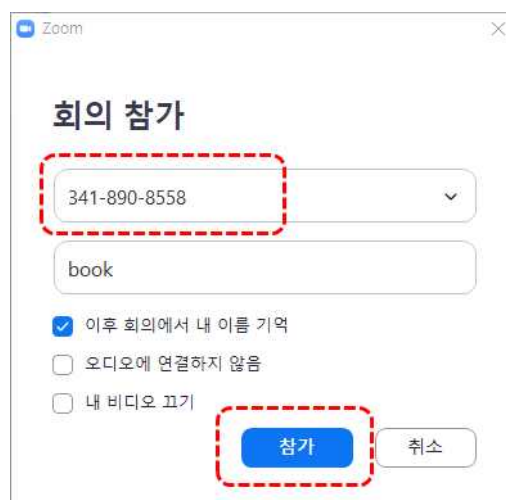 Zoom
회의 참가
341-890-8558
book
이후 회의에서 내 이름 기억
오디오에 연결하지 않음
내 비디오 끄기
참가 취소